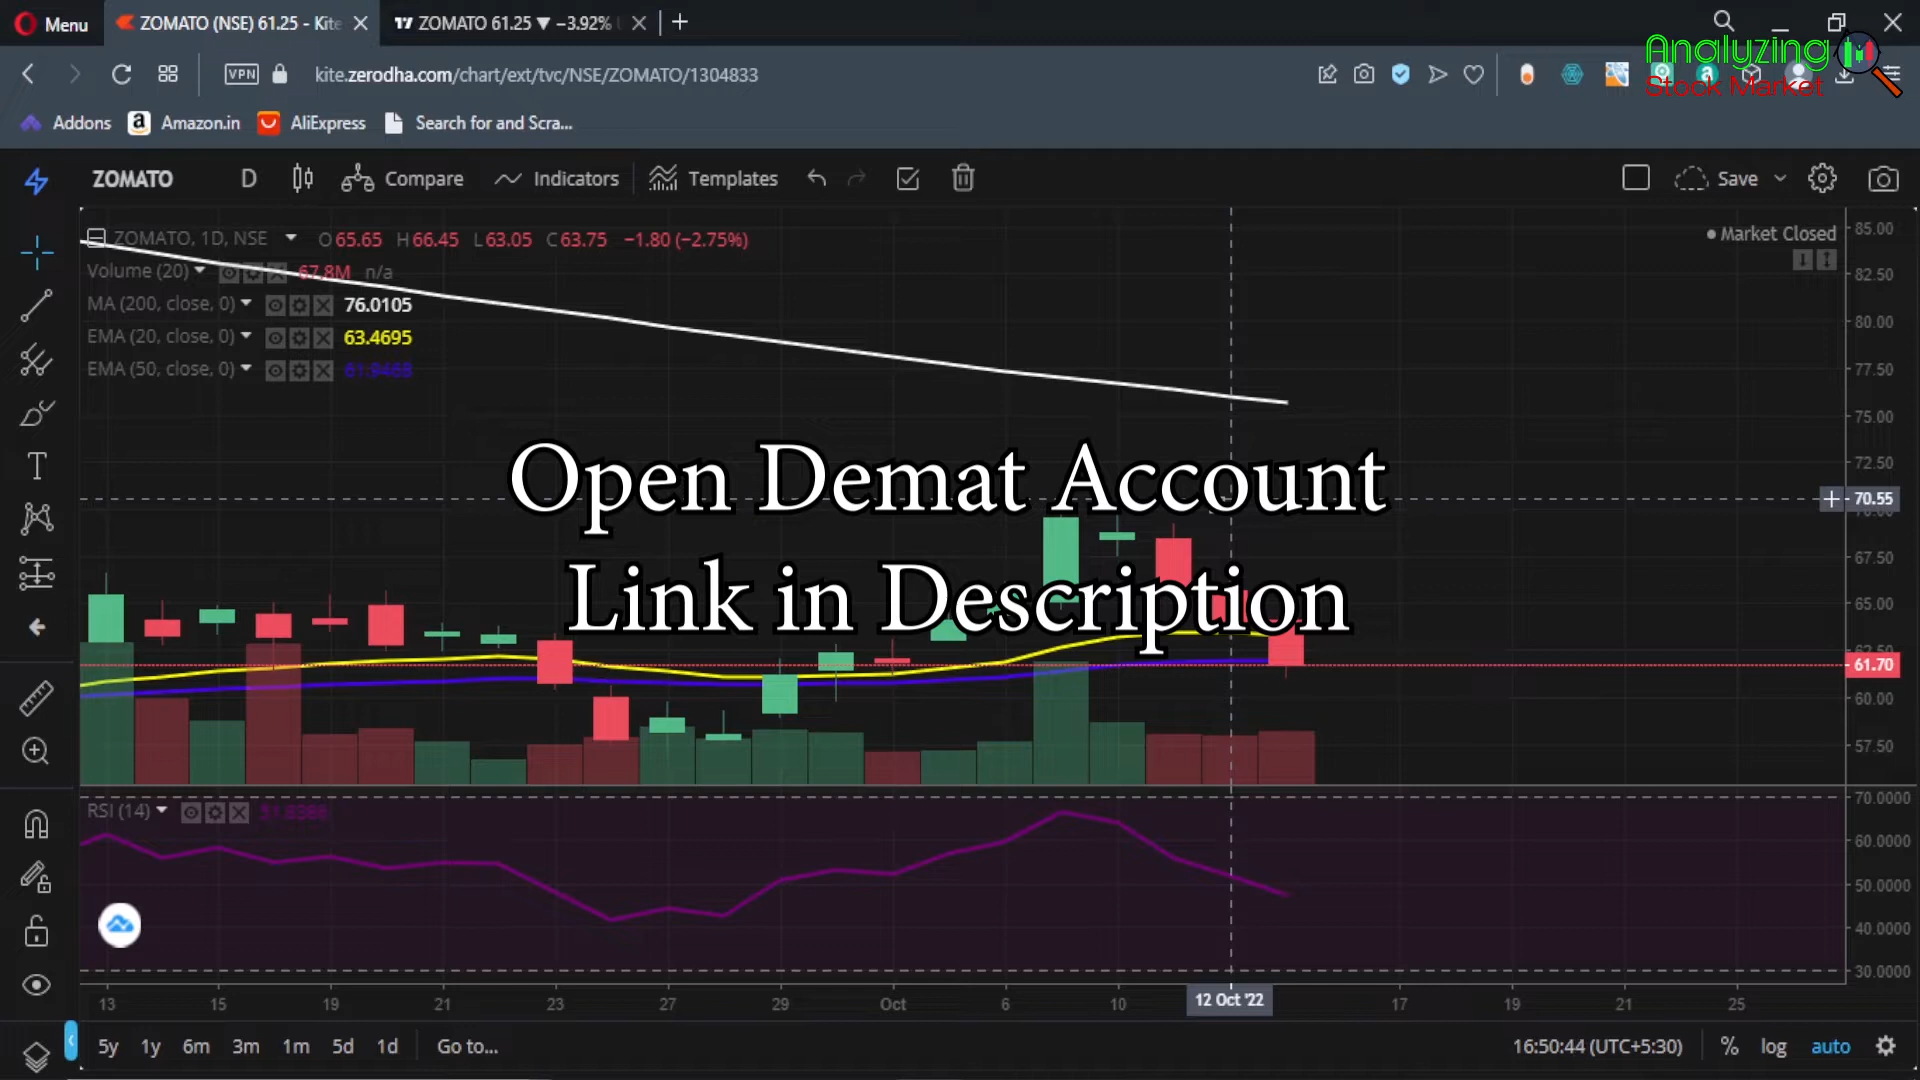 Menu
ZOMATO (NSE) 61.25 - Kite
ZOMATO 61.25 ▼ −3.92%
VPN
kite.zerodha.com/chart/ext/tvc/NSE/ZOMATO/1304833
Analyzing
Stock Market
Addons
Amazon.in
AliExpress
Search for and Scra...
ZOMATO
D
Compare
Indicators
Templates
Save
ZOMATO, 1D, NSE
O65.65 H66.45 L63.05 C63.75 −1.80 (−2.75%)
Market Closed
Volume (20)
67.8M n/a
MA (200, close, 0)
76.0105
EMA (20, close, 0)
63.4695
EMA (50, close, 0)
61.9468
85.00
82.50
80.00
77.50
75.00
72.50
70.55
67.50
65.00
61.70
60.00
57.50
Open Demat Account
Link in Description
RSI (14)
70.0000
60.0000
50.0000
40.0000
30.0000
13 15 19 21 23 27 29 Oct 6 10 12 Oct '22 17 19 21 25
5y 1y 6m 3m 1m 5d 1d Go to...
16:50:44 (UTC+5:30) % log auto